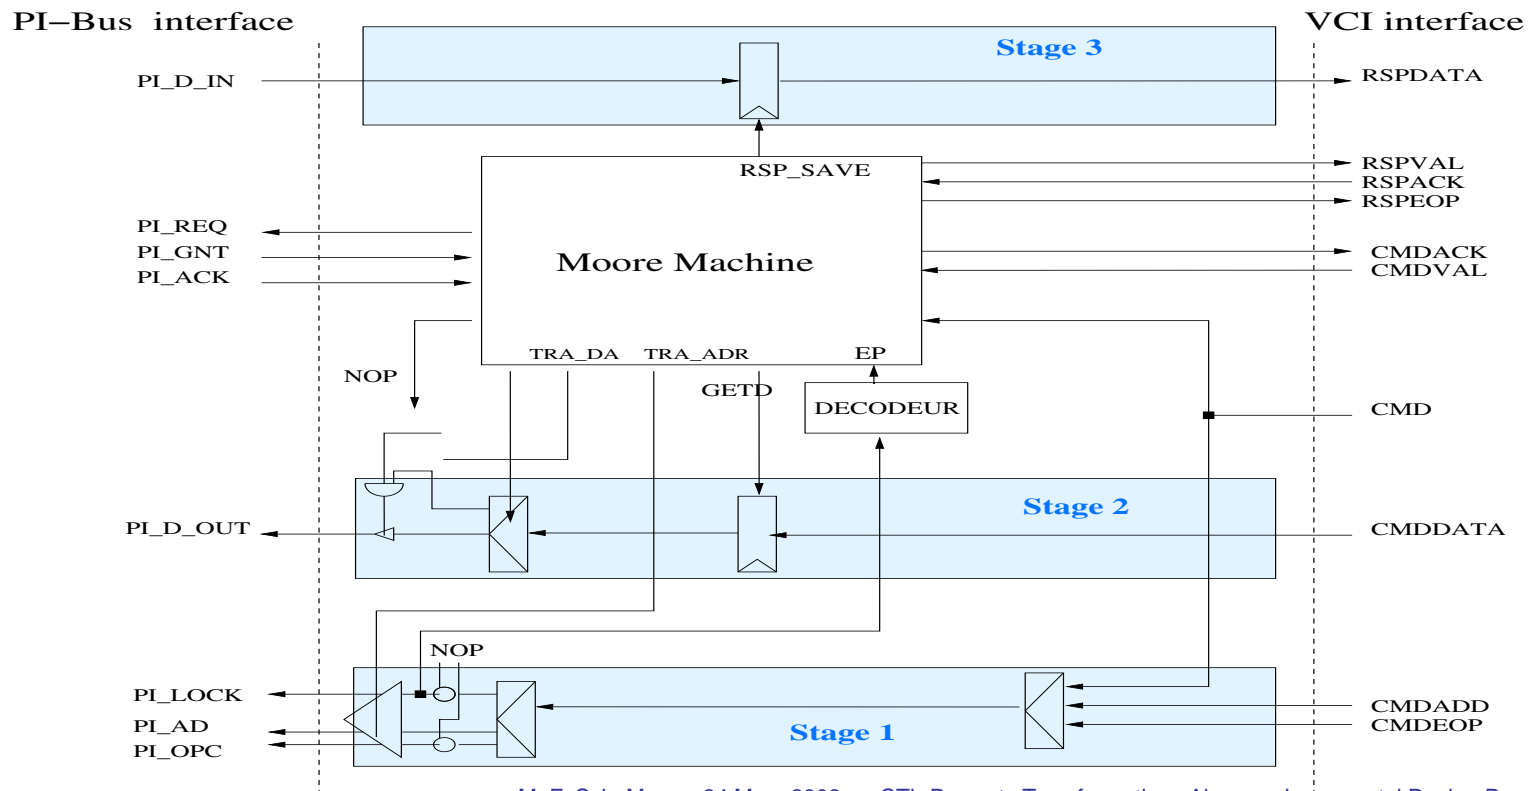 PI–Bus interface
VCI interface
Stage 3
PI_D_IN
RSPDATA
RSP_SAVE
RSPVAL
RSPACK
RSPEOP
PI_REQ
PI_GNT
PI_ACK
Moore Machine
CMDACK
CMDVAL
TRA_DA
TRA_ADR
EP
NOP
GETD
DECODEUR
CMD
Stage 2
PI_D_OUT
CMDDATA
NOP
PI_LOCK
PI_AD
PI_OPC
Stage 1
CMDADD
CMDEOP